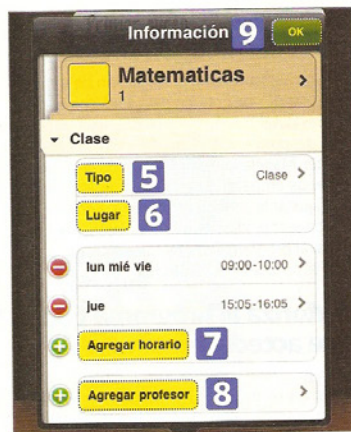 Información 9 OK
Matematicas
1
Clase
Tipo 5 Clase
Lugar 6
lun mié vie 09:00-10:00
jue 15:05-16:05
Agregar horario 7
Agregar profesor 8